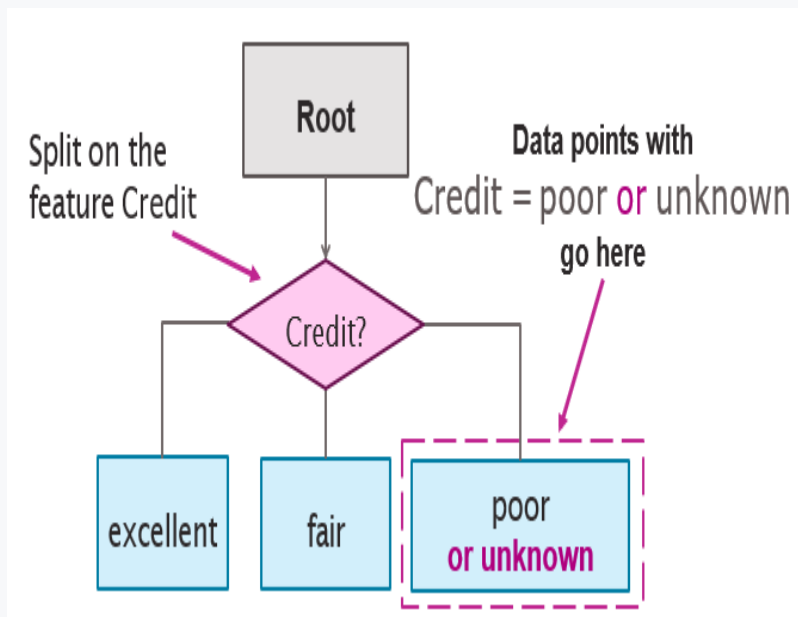 Root
Split on the
feature Credit
Data points with
Credit = poor or unknown
go here
Credit?
excellent
fair
poor
or unknown